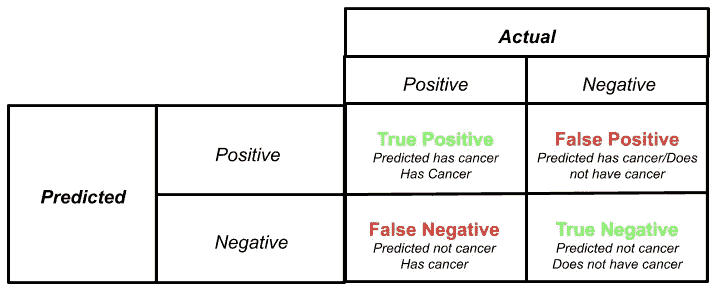 Actual
Positive
Negative
Predicted
Positive
True Positive
Predicted has cancer
Has Cancer
False Positive
Predicted has cancer/Does
not have cancer
Negative
False Negative
Predicted not cancer
Has cancer
True Negative
Predicted not cancer
Does not have cancer